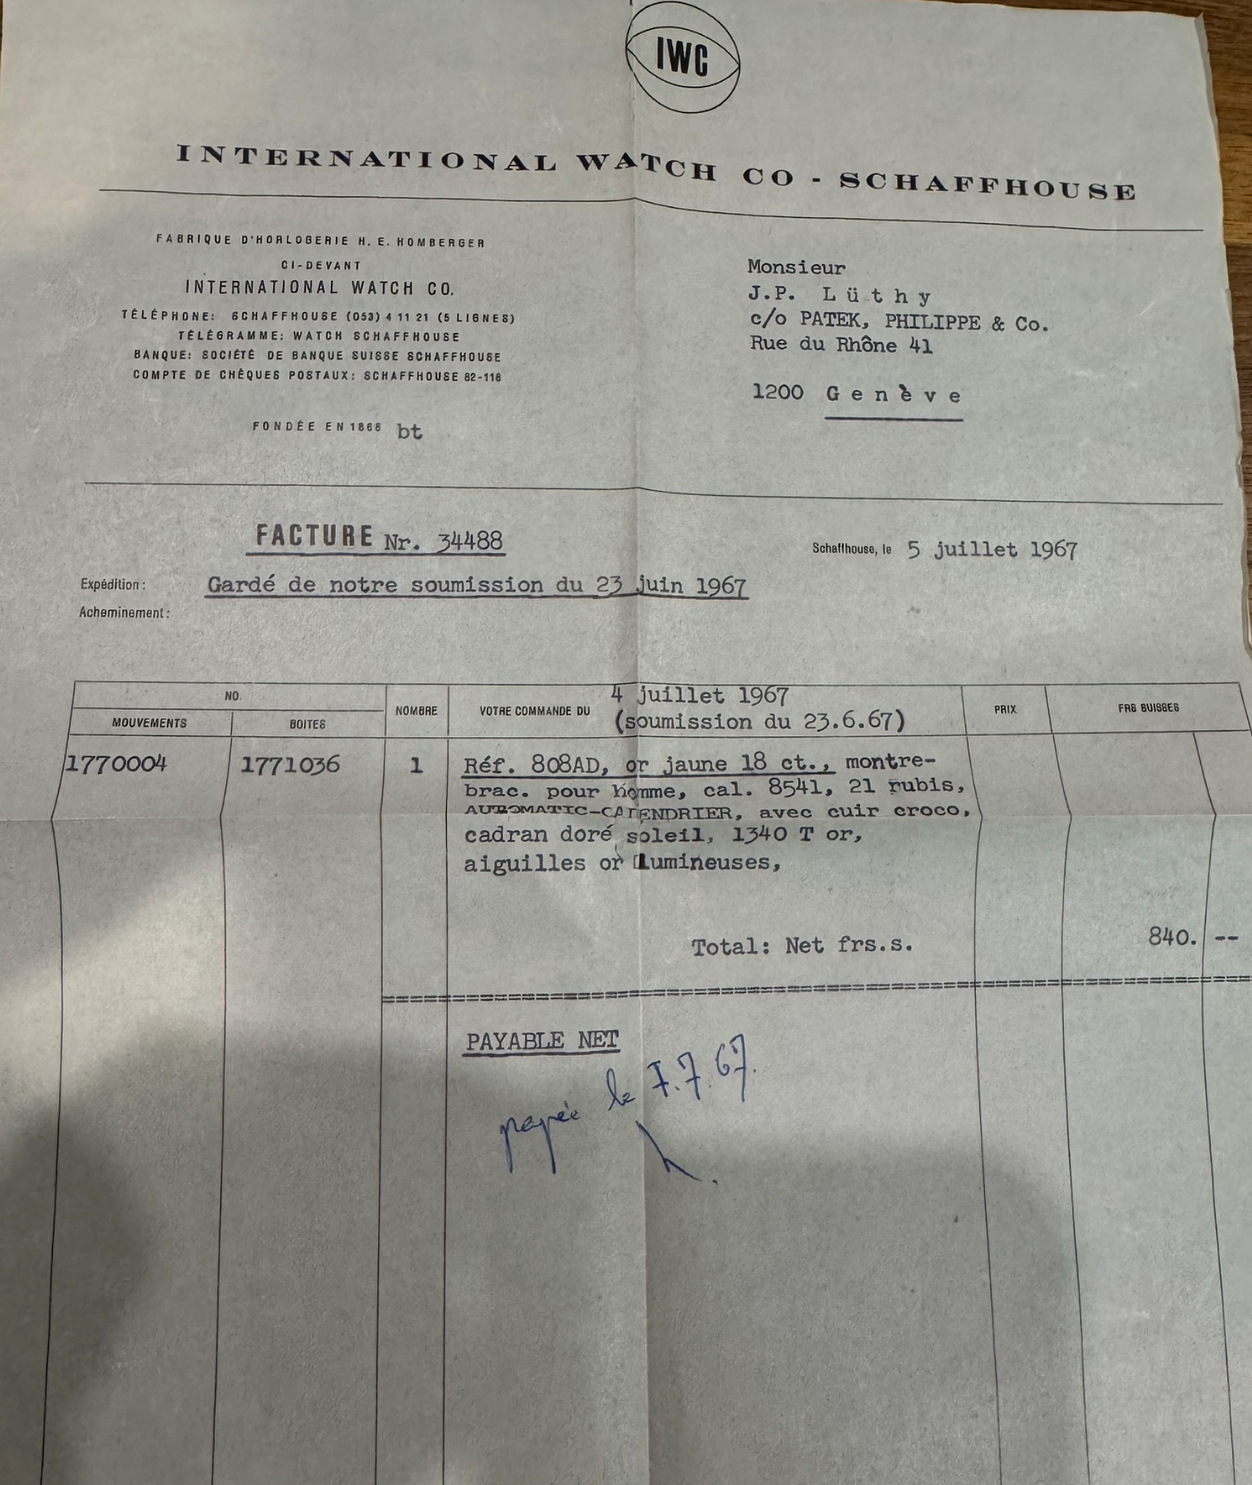 IWC
INTERNATIONAL WATCH CO - SCHAFFHOUSE
FABRIQUE D'HORLOGERIE H. E. HOMBERGER
CI-DEVANT
INTERNATIONAL WATCH CO.
TÉLÉPHONE: SCHAFFHOUSE (053) 4 11 21 (5 LIGNES)
TÉLÉGRAMME: WATCH SCHAFFHOUSE
BANQUE: SOCIÉTÉ DE BANQUE SUISSE SCHAFFHOUSE
COMPTE DE CHÈQUES POSTAUX: SCHAFFHOUSE 82-118
FONDÉE EN 1868 bt
Monsieur
J.P. Lüthy
c/o PATEK, PHILIPPE & Co.
Rue du Rhône 41
1200 Genève
FACTURE Nr. 34488
Schaffhouse, le 5 juillet 1967
Expédition: Gardé de notre soumission du 23 juin 1967
Acheminement:
NO.
MOUVEMENTS BOITES NOMBRE VOTRE COMMANDE DU 4 juillet 1967 PRIX FRS SUISSES
(soumission du 23.6.67)
1770004 1771036 1 Réf. 808AD, or jaune 18 ct., montre-
brac. pour homme, cal. 8541, 21 rubis,
AUTOMATIC-CALENDRIER, avec cuir croco,
cadran doré soleil, 1340 T or,
aiguilles or lumineuses,
Total: Net frs.s. 840. --
PAYABLE NET
payée le 7.7.67.